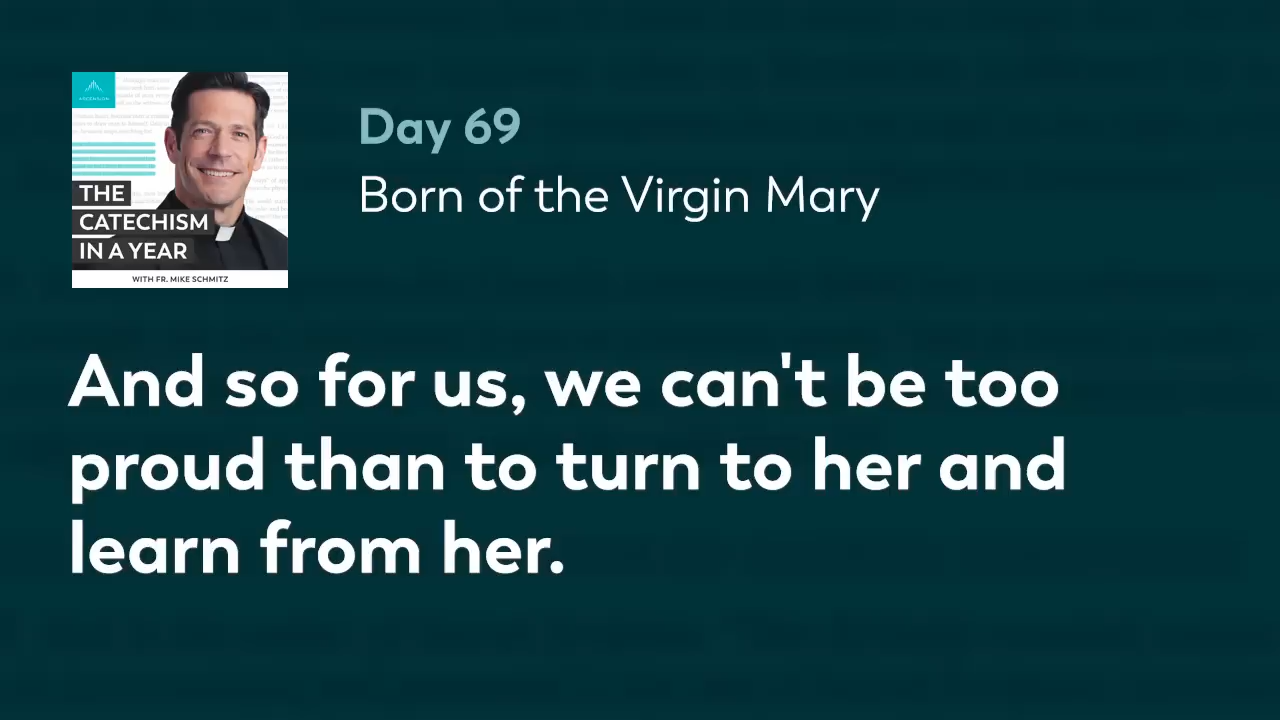 ASCENSION
THE
CATECHISM
IN A YEAR
WITH FR. MIKE SCHMITZ
Day 69
Born of the Virgin Mary
And so for us, we can't be too
proud than to turn to her and
learn from her.